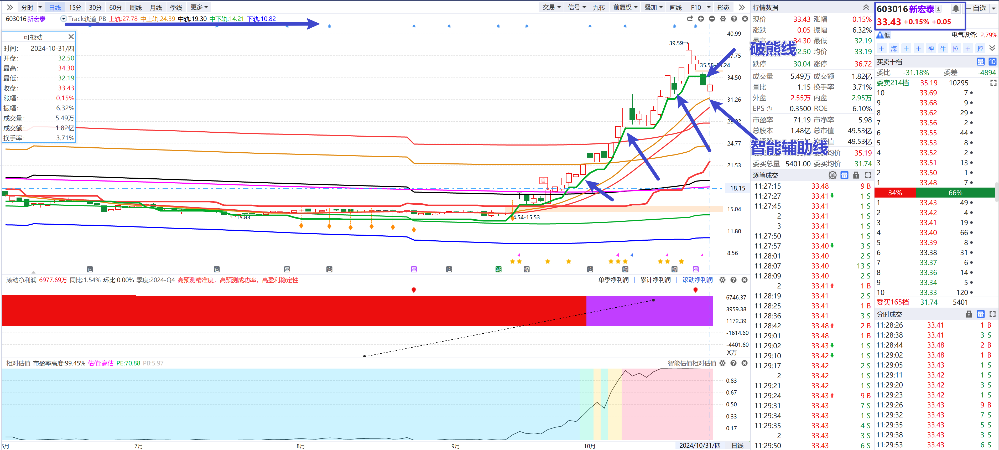 分时 日线 15分 30分 60分 周线 月线 季线 更多 交易 信号 九转 前复权 叠加 画线 F10 形态
603016 新宏泰 Track轨道_PB 上轨:27.78 中上轨:24.39 中轨:19.30 中下轨:14.21 下轨:10.82
可拖动
时间: 2024-10-31/四
开盘: 32.50
最高: 34.30
最低: 32.19
收盘: 33.43
涨幅: 0.15%
振幅: 6.32%
成交量: 5.49万
成交额: 1.82亿
换手率: 3.71%
39.59
破熊线
智能辅助线
自
13.83
4.54-15.53
40.99
37.75
34.50
31.26
24.77
21.53
18.15
15.04
11.80
8.56
它 它 叠 它 叠 它 减 提 它 提 提 叠
滚动净利润 6977.69万 同比:1.54% 环比:0.00% 季度:2024-Q4 高预测精准度，高预测成功率，高盈利稳定性
单季净利润 累计净利润 滚动净利润
6746.37
3959.38
1172.39
-1614.60
-4401.60
X万
相对估值 市盈率高度:99.45% 估值:高估 PE:70.88 PB:5.97
智能估值相对估值
0.83
0.67
0.50
0.33
0.17
6月 7月 8月 9月 10月 2024/10/31/四 日线
行情数据
现价 33.43 涨幅 0.15%
涨跌 0.05 振幅 6.32%
最高 34.30 最低 32.19
32.50 均价 33.19
跌停 30.04 涨停 36.72
成交量 5.49万 成交额 1.82亿
量比 1.15 换手率 3.71%
外盘 2.55万 内盘 2.95万
EPS ③ 0.3500 ROE 6.10%
市盈率 71.19 市净率 5.98
总股本 1.48亿 总市值 49.53亿
流通值 49.53亿
均价 35.19
委买总量 5401.00 委买均价 31.74
逐笔成交 单 量
11:27:15 33.48 9 B
11:27:27 33.41 1 S
11:27:45 33.41 1 S
2 33.41 1 S
3 33.41 1 S
11:27:50 33.41 1 S
11:27:57 33.40 3 S
11:28:01 33.40 2 S
11:28:07 33.40 13 S
11:28:09 33.40 2 S
2 33.41 1 B
11:28:19 33.41 2 S
11:28:25 33.41 1 B
11:28:36 33.41 3 S
11:28:42 33.48 2 B
11:29:01 33.48 1 B
11:29:02 33.43 1 S
11:29:10 33.42 1 S
11:29:17 33.42 2 S
2 33.42 1 S
11:29:21 33.42 1 S
11:29:24 33.43 9 B
11:29:31 33.43 7 S
11:29:34 33.43 1 S
11:29:35 33.43 4 S
2 33.43 3 S
11:29:50 33.43 6 S
603016 新宏泰 自选
33.43 +0.15% +0.05
低 电气设备: 2.79%
主 海 主 主 神 牛 拉 主 控
买卖十档 量 10
委比 -31.18% 委差 -4894
委卖214档 35.19 10295
10 33.69 7
9 33.68 9
8 33.62 29
7 33.56 2
6 33.55 44
5 33.53 8
4 33.52 2
3 33.51 13
2 33.50 1
1 33.48 7
34% 66%
1 33.43 49
2 33.42 4
3 33.41 19
4 33.40 66
5 33.39 8
6 33.38 31
7 33.37 6
8 33.36 14
9 33.34 5
10 33.33 120
委买165档 31.74 5401
分时成交 量
11:28:26 33.41 1 B
11:28:38 33.41 3 S
11:28:44 33.48 2 B
11:29:02 33.48 1 B
11:29:05 33.43 1 S
11:29:11 33.42 1 S
11:29:20 33.42 3 S
11:29:23 33.42 1 S
11:29:26 33.43 9 B
11:29:32 33.43 7 S
11:29:35 33.43 5 S
11:29:38 33.43 3 S
11:29:53 33.43 6 S